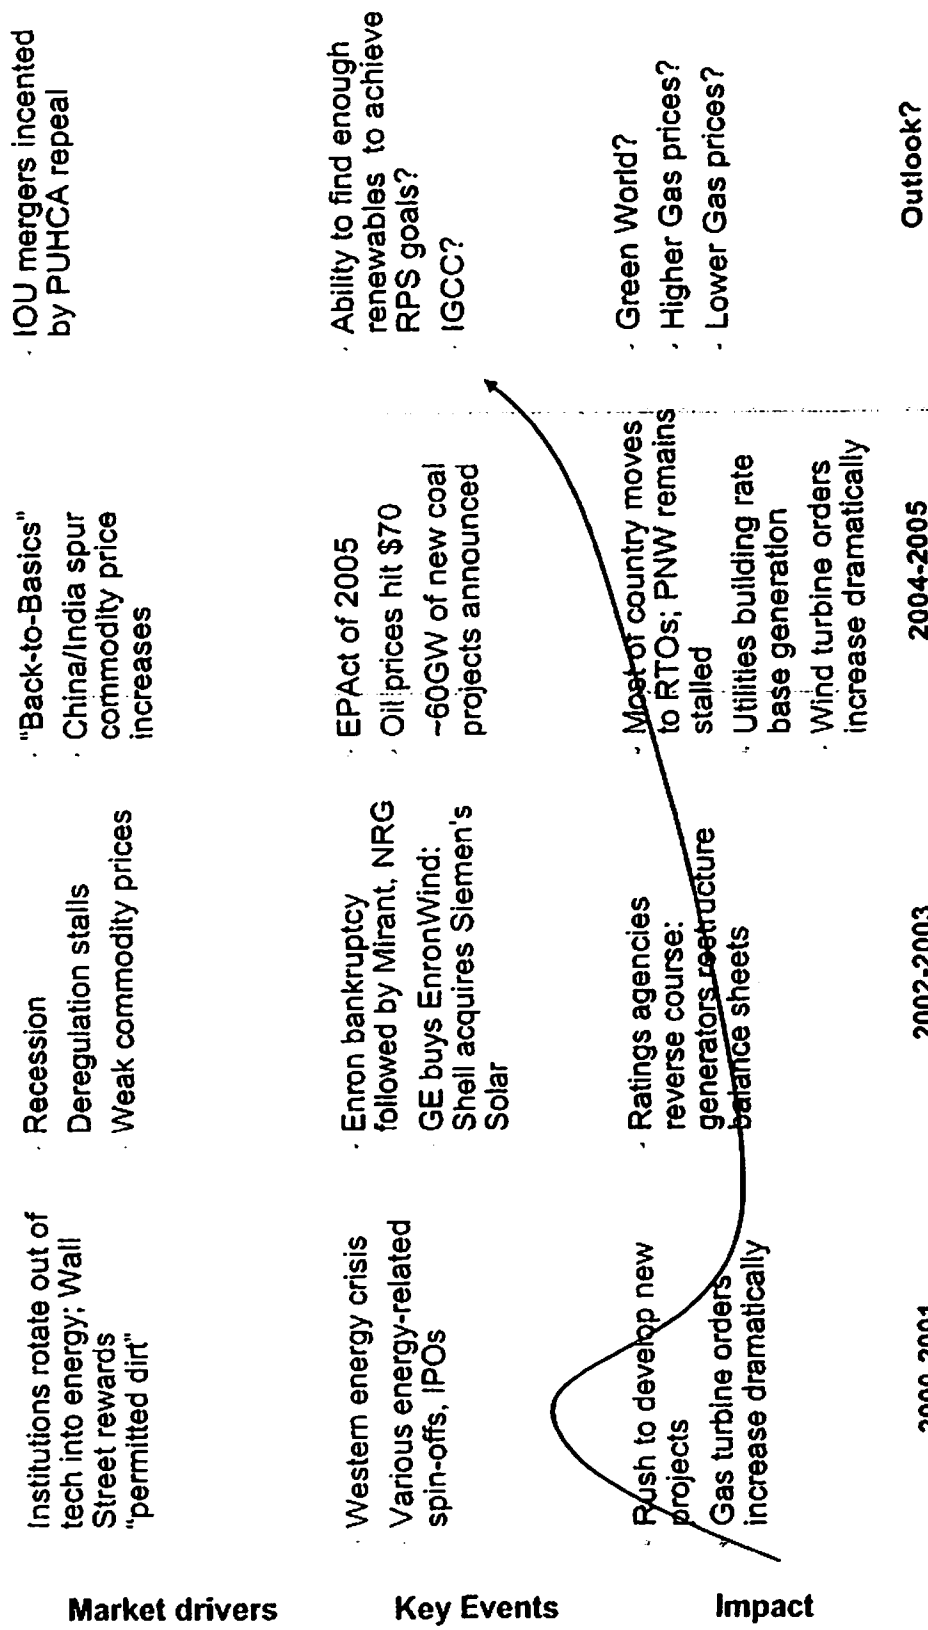 Market drivers
Institutions rotate out of
tech into energy; Wall
Street rewards
"permitted dirt"
Recession
Deregulation stalls
Weak commodity prices
"Back-to-Basics"
China/India spur
commodity price
increases
IOU mergers incented
by PUHCA repeal
Key Events
Western energy crisis
Various energy-related
spin-offs, IPOs
Enron bankruptcy
followed by Mirant, NRG
GE buys EnronWind:
Shell acquires Siemen's
Solar
EPAct of 2005
Oil prices hit $70
~60GW of new coal
projects announced
Ability to find enough
renewables to achieve
RPS goals?
IGCC?
Impact
Rush to develop new
projects
Gas turbine orders
increase dramatically
Ratings agencies
reverse course:
generators restructure
balance sheets
Most of country moves
to RTOs; PNW remains
stalled
Utilities building rate
base generation
Wind turbine orders
increase dramatically
Green World?
Higher Gas prices?
Lower Gas prices?
2000-2001
2002-2003
2004-2005
Outlook?